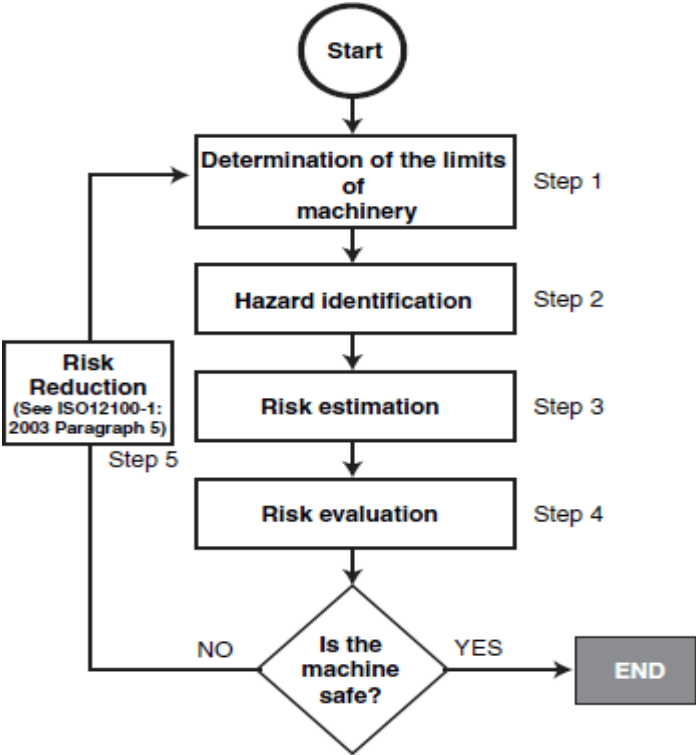 Start
Determination of the limits
of
machinery
Step 1
Hazard identification
Step 2
Risk
Reduction
(See ISO12100-1:
2003 Paragraph 5)
Step 5
Risk estimation
Step 3
Risk evaluation
Step 4
Is the
machine
safe?
NO
YES
END